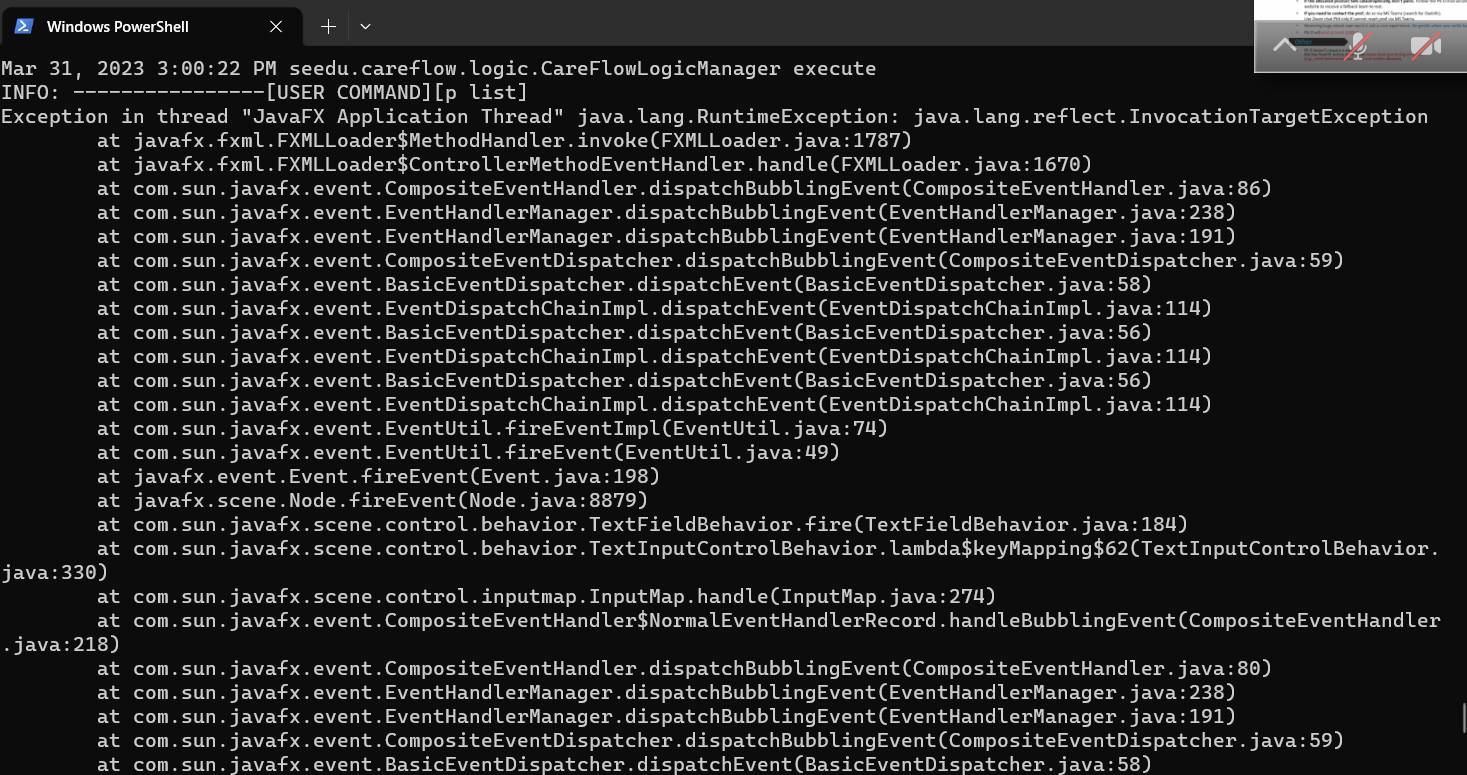 Windows PowerShell
Mar 31, 2023 3:00:22 PM seedu.careflow.logic.CareFlowLogicManager execute
INFO: ----------------[USER COMMAND][p list]
Exception in thread "JavaFX Application Thread" java.lang.RuntimeException: java.lang.reflect.InvocationTargetException
at javafx.fxml.FXMLLoader$MethodHandler.invoke(FXMLLoader.java:1787)
at javafx.fxml.FXMLLoader$ControllerMethodEventHandler.handle(FXMLLoader.java:1670)
at com.sun.javafx.event.CompositeEventHandler.dispatchBubblingEvent(CompositeEventHandler.java:86)
at com.sun.javafx.event.EventHandlerManager.dispatchBubblingEvent(EventHandlerManager.java:238)
at com.sun.javafx.event.EventHandlerManager.dispatchBubblingEvent(EventHandlerManager.java:191)
at com.sun.javafx.event.CompositeEventDispatcher.dispatchBubblingEvent(CompositeEventDispatcher.java:59)
at com.sun.javafx.event.BasicEventDispatcher.dispatchEvent(BasicEventDispatcher.java:58)
at com.sun.javafx.event.EventDispatchChainImpl.dispatchEvent(EventDispatchChainImpl.java:114)
at com.sun.javafx.event.BasicEventDispatcher.dispatchEvent(BasicEventDispatcher.java:56)
at com.sun.javafx.event.EventDispatchChainImpl.dispatchEvent(EventDispatchChainImpl.java:114)
at com.sun.javafx.event.BasicEventDispatcher.dispatchEvent(BasicEventDispatcher.java:56)
at com.sun.javafx.event.EventDispatchChainImpl.dispatchEvent(EventDispatchChainImpl.java:114)
at com.sun.javafx.event.EventUtil.fireEventImpl(EventUtil.java:74)
at com.sun.javafx.event.EventUtil.fireEvent(EventUtil.java:49)
at javafx.event.Event.fireEvent(Event.java:198)
at javafx.scene.Node.fireEvent(Node.java:8879)
at com.sun.javafx.scene.control.behavior.TextFieldBehavior.fire(TextFieldBehavior.java:184)
at com.sun.javafx.scene.control.behavior.TextInputControlBehavior.lambda$keyMapping$62(TextInputControlBehavior.
java:330)
at com.sun.javafx.scene.control.inputmap.InputMap.handle(InputMap.java:274)
at com.sun.javafx.event.CompositeEventHandler$NormalEventHandlerRecord.handleBubblingEvent(CompositeEventHandler
.java:218)
at com.sun.javafx.event.CompositeEventHandler.dispatchBubblingEvent(CompositeEventHandler.java:80)
at com.sun.javafx.event.EventHandlerManager.dispatchBubblingEvent(EventHandlerManager.java:238)
at com.sun.javafx.event.EventHandlerManager.dispatchBubblingEvent(EventHandlerManager.java:191)
at com.sun.javafx.event.CompositeEventDispatcher.dispatchBubblingEvent(CompositeEventDispatcher.java:59)
at com.sun.javafx.event.BasicEventDispatcher.dispatchEvent(BasicEventDispatcher.java:58)